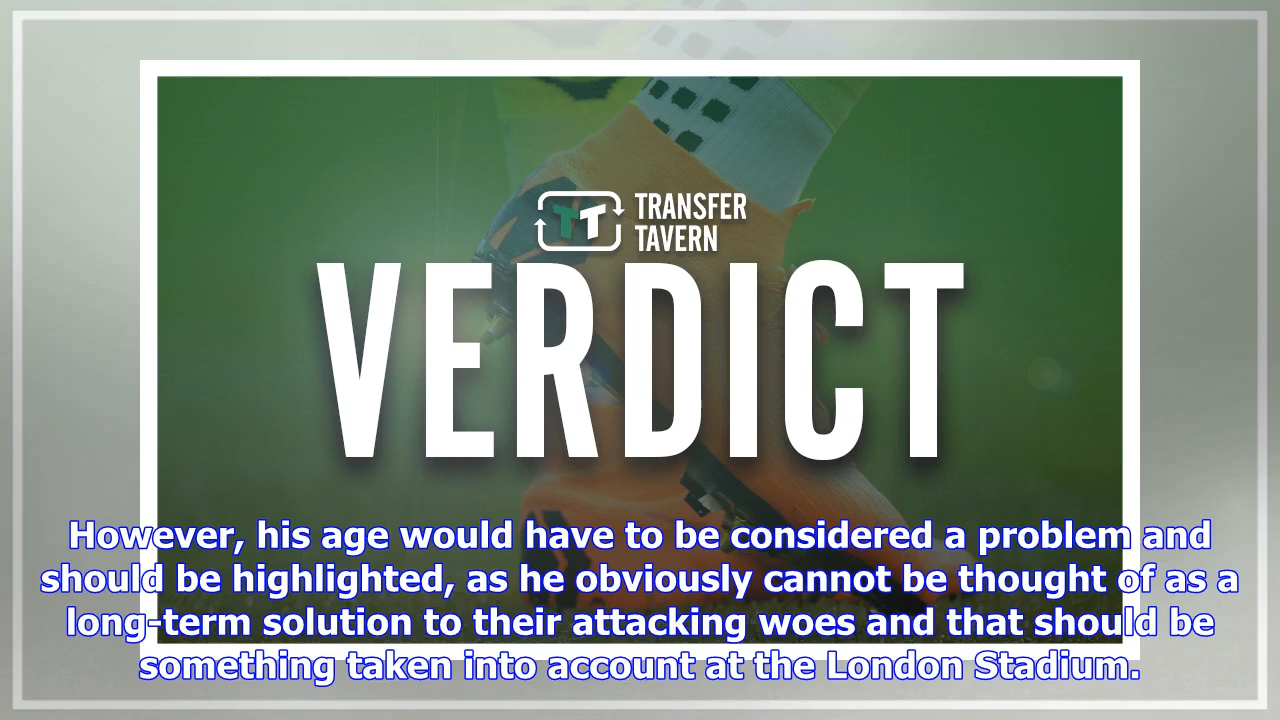 TT TRANSFER
TAVERN
VERDICT
However, his age would have to be considered a problem and
should be highlighted, as he obviously cannot be thought of as a
long-term solution to their attacking woes and that should be
something taken into account at the London Stadium.